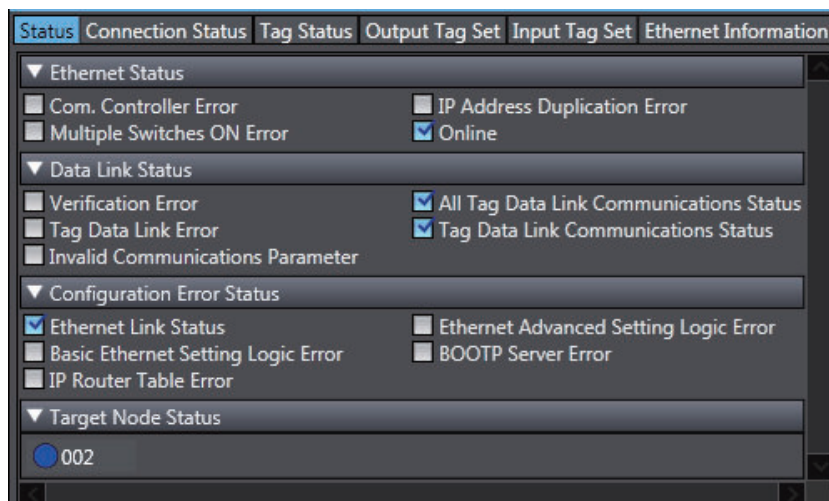 Status Connection Status Tag Status Output Tag Set Input Tag Set Ethernet Information
Ethernet Status
Com. Controller Error IP Address Duplication Error
Multiple Switches ON Error Online
Data Link Status
Verification Error All Tag Data Link Communications Status
Tag Data Link Error Tag Data Link Communications Status
Invalid Communications Parameter
Configuration Error Status
Ethernet Link Status Ethernet Advanced Setting Logic Error
Basic Ethernet Setting Logic Error BOOTP Server Error
IP Router Table Error
Target Node Status
002